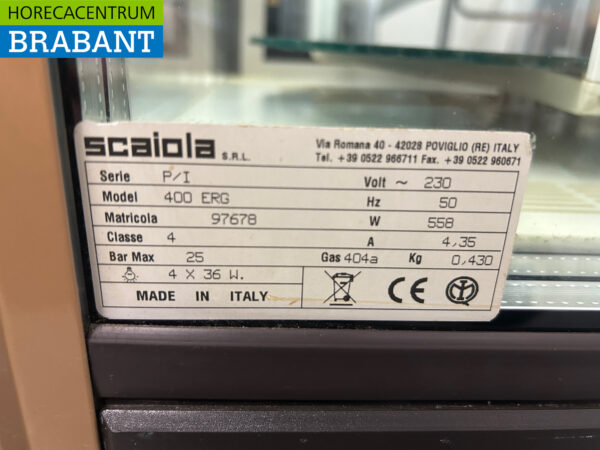 HORECACENTRUM
BRABANT
scaiola S.R.L.
Via Romana 40 - 42028 POVIGLIO (RE) ITALY
Tel. +39 0522 966711 Fax. +39 0522 960671
Serie P/I Volt ~ 230
Model 400 ERG Hz 50
Matricola 97678 W 558
Classe 4 A 4,35
Bar Max 25 Gas 404a Kg 0,430
4 X 36 W.
MADE IN ITALY CE